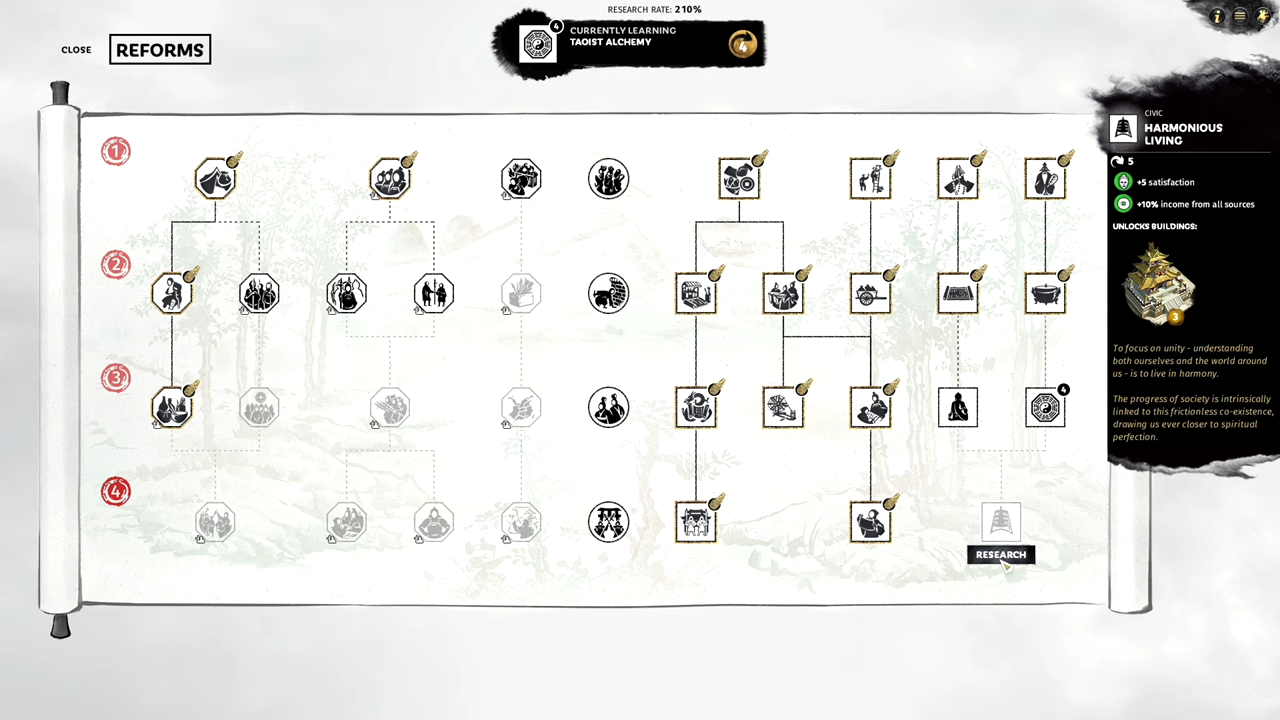 RESEARCH RATE: 210%
4
CURRENTLY LEARNING
TAOIST ALCHEMY
4
CLOSE
REFORMS
CIVIC
HARMONIOUS
LIVING
5
+5 satisfaction
+10% income from all sources
UNLOCKS BUILDINGS:
3
To focus on unity - understanding
both ourselves and the world around
us - is to live in harmony.
The progress of society is intrinsically
linked to this frictionless co-existence,
drawing us ever closer to spiritual
perfection.
1
2
3
4
4
RESEARCH